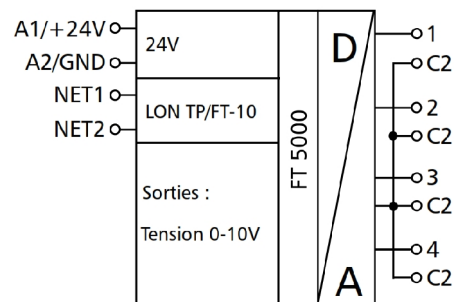 A1/+24V
A2/GND
NET1
NET2
24V
LON TP/FT-10
Sorties :
Tension 0-10V
FT 5000
D
A
1
C2
2
C2
3
C2
4
C2